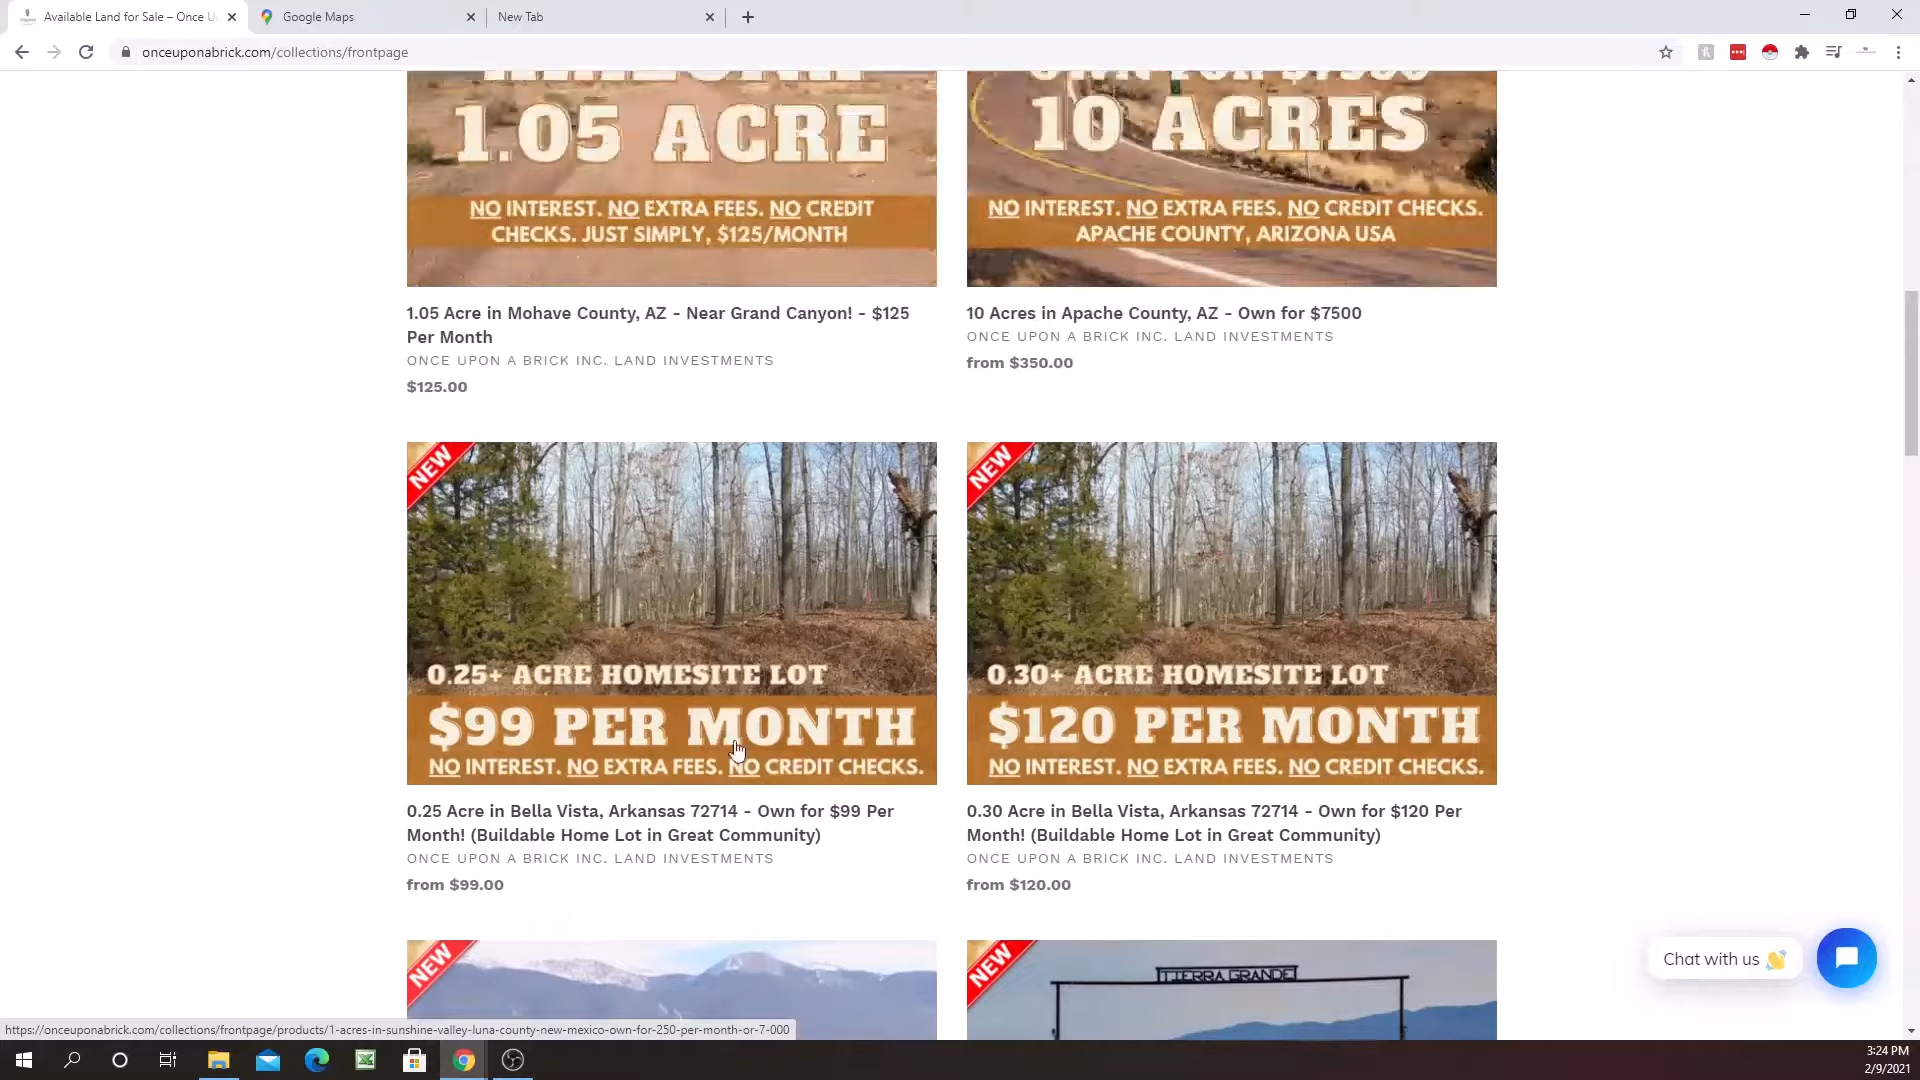 Available Land for Sale – Once U
Google Maps
New Tab
onceuponabrick.com/collections/frontpage
1.05 ACRE
NO INTEREST. NO EXTRA FEES. NO CREDIT
CHECKS. JUST SIMPLY, $125/MONTH
10 ACRES
NO INTEREST. NO EXTRA FEES. NO CREDIT CHECKS.
APACHE COUNTY, ARIZONA USA
1.05 Acre in Mohave County, AZ - Near Grand Canyon! - $125
Per Month
ONCE UPON A BRICK INC. LAND INVESTMENTS
$125.00
10 Acres in Apache County, AZ - Own for $7500
ONCE UPON A BRICK INC. LAND INVESTMENTS
from $350.00
NEW
0.25+ ACRE HOMESITE LOT
$99 PER MONTH
NO INTEREST. NO EXTRA FEES. NO CREDIT CHECKS.
NEW
0.30+ ACRE HOMESITE LOT
$120 PER MONTH
NO INTEREST. NO EXTRA FEES. NO CREDIT CHECKS.
0.25 Acre in Bella Vista, Arkansas 72714 - Own for $99 Per
Month! (Buildable Home Lot in Great Community)
ONCE UPON A BRICK INC. LAND INVESTMENTS
from $99.00
0.30 Acre in Bella Vista, Arkansas 72714 - Own for $120 Per
Month! (Buildable Home Lot in Great Community)
ONCE UPON A BRICK INC. LAND INVESTMENTS
from $120.00
NEW
NEW
TIERRA GRANDE
Chat with us 👋
https://onceuponabrick.com/collections/frontpage/products/1-acres-in-sunshine-valley-luna-county-new-mexico-own-for-250-per-month-or-7-000
3:24 PM
2/9/2021